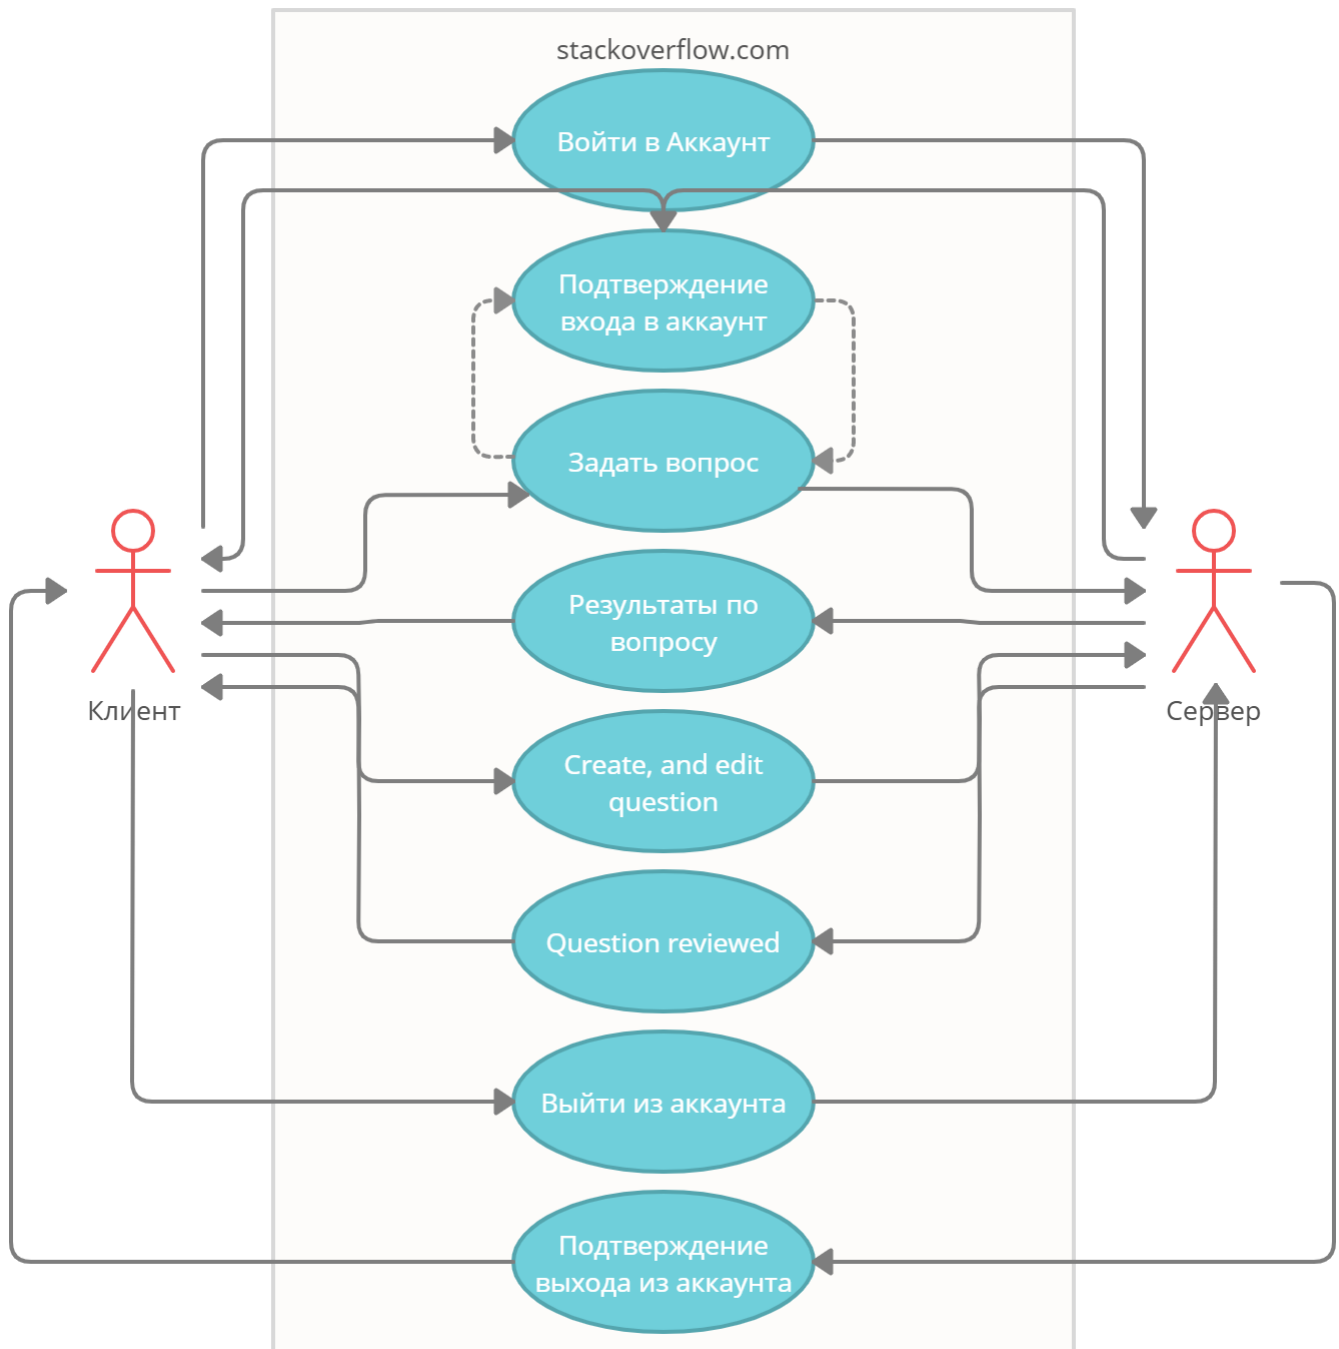 stackoverflow.com
Войти в Аккаунт
Подтверждение
входа в аккаунт
Задать вопрос
Результаты по
вопросу
Клиент
Сервер
Create, and edit
question
Question reviewed
Выйти из аккаунта
Подтверждение
выхода из аккаунта